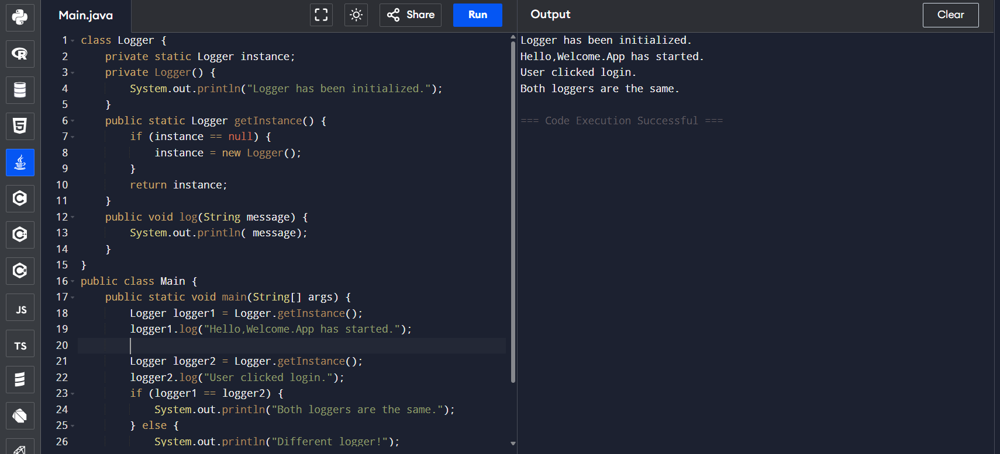 Main.java
Share
Run
Output
Clear
1 class Logger {
2     private static Logger instance;
3     private Logger() {
4         System.out.println("Logger has been initialized.");
5     }
6     public static Logger getInstance() {
7         if (instance == null) {
8             instance = new Logger();
9         }
10         return instance;
11     }
12     public void log(String message) {
13         System.out.println( message);
14     }
15 }
16 public class Main {
17     public static void main(String[] args) {
18         Logger logger1 = Logger.getInstance();
19         logger1.log("Hello,Welcome.App has started.");
20
21         Logger logger2 = Logger.getInstance();
22         logger2.log("User clicked login.");
23         if (logger1 == logger2) {
24             System.out.println("Both loggers are the same.");
25         } else {
26             System.out.println("Different logger!");
Logger has been initialized.
Hello,Welcome.App has started.
User clicked login.
Both loggers are the same.
=== Code Execution Successful ===
R
5
C
C++
C#
JS
TS